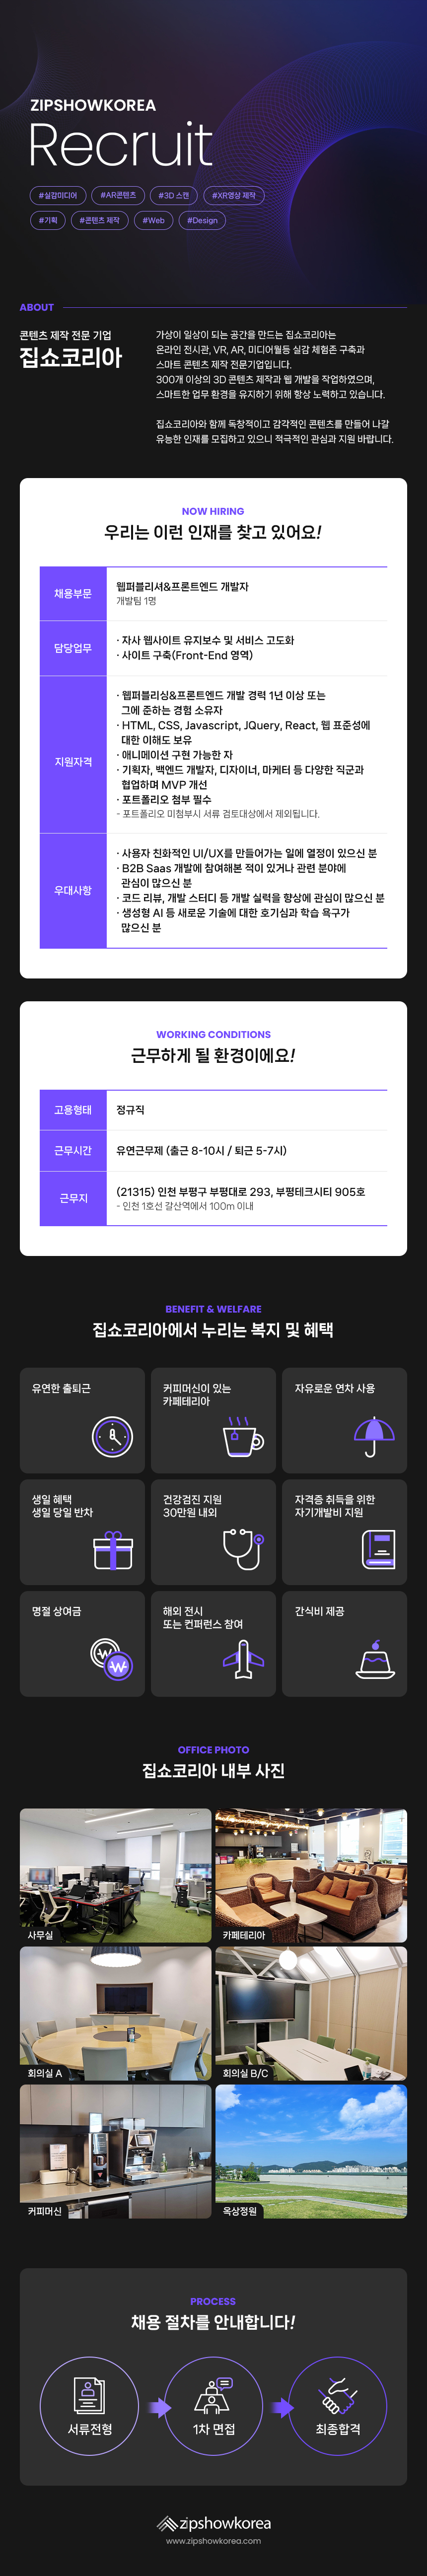 ZIPSHOWKOREA
Recruit
#실감미디어 #AR콘텐츠 #3D 스캔 #XR영상 제작
#기획 #콘텐츠 제작 #Web #Design
ABOUT
콘텐츠 제작 전문 기업
집쇼코리아
가상이 일상이 되는 공간을 만드는 집쇼코리아는
온라인 전시관, VR, AR, 미디어월등 실감 체험존 구축과
스마트 콘텐츠 제작 전문기업입니다.
300개 이상의 3D 콘텐츠 제작과 웹 개발을 작업하였으며,
스마트한 업무 환경을 유지하기 위해 항상 노력하고 있습니다.
집쇼코리아와 함께 독창적이고 감각적인 콘텐츠를 만들어 나갈
유능한 인재를 모집하고 있으니 적극적인 관심과 지원 바랍니다.
NOW HIRING
우리는 이런 인재를 찾고 있어요!
채용부문
웹퍼블리셔&프론트엔드 개발자
개발팀 1명
담당업무
· 자사 웹사이트 유지보수 및 서비스 고도화
· 사이트 구축(Front-End 영역)
지원자격
· 웹퍼블리싱&프론트엔드 개발 경력 1년 이상 또는
그에 준하는 경험 소유자
· HTML, CSS, Javascript, JQuery, React, 웹 표준성에
대한 이해도 보유
· 애니메이션 구현 가능한 자
· 기획자, 백엔드 개발자, 디자이너, 마케터 등 다양한 직군과
협업하며 MVP 개선
· 포트폴리오 첨부 필수
- 포트폴리오 미첨부시 서류 검토대상에서 제외됩니다.
우대사항
· 사용자 친화적인 UI/UX를 만들어가는 일에 열정이 있으신 분
· B2B Saas 개발에 참여해본 적이 있거나 관련 분야에
관심이 많으신 분
· 코드 리뷰, 개발 스터디 등 개발 실력을 향상에 관심이 많으신 분
· 생성형 AI 등 새로운 기술에 대한 호기심과 학습 욕구가
많으신 분
WORKING CONDITIONS
근무하게 될 환경이에요!
고용형태
정규직
근무시간
유연근무제 (출근 8-10시 / 퇴근 5-7시)
근무지
(21315) 인천 부평구 부평대로 293, 부평테크시티 905호
- 인천 1호선 갈산역에서 100m 이내
BENEFIT & WELFARE
집쇼코리아에서 누리는 복지 및 혜택
유연한 출퇴근
커피머신이 있는
카페테리아
자유로운 연차 사용
생일 혜택
생일 당일 반차
건강검진 지원
30만원 내외
자격증 취득을 위한
자기개발비 지원
명절 상여금
해외 전시
또는 컨퍼런스 참여
간식비 제공
OFFICE PHOTO
집쇼코리아 내부 사진
사무실
카페테리아
회의실 A
회의실 B/C
커피머신
옥상정원
PROCESS
채용 절차를 안내합니다!
서류전형
1차 면접
최종합격
zipshowkorea
www.zipshowkorea.com